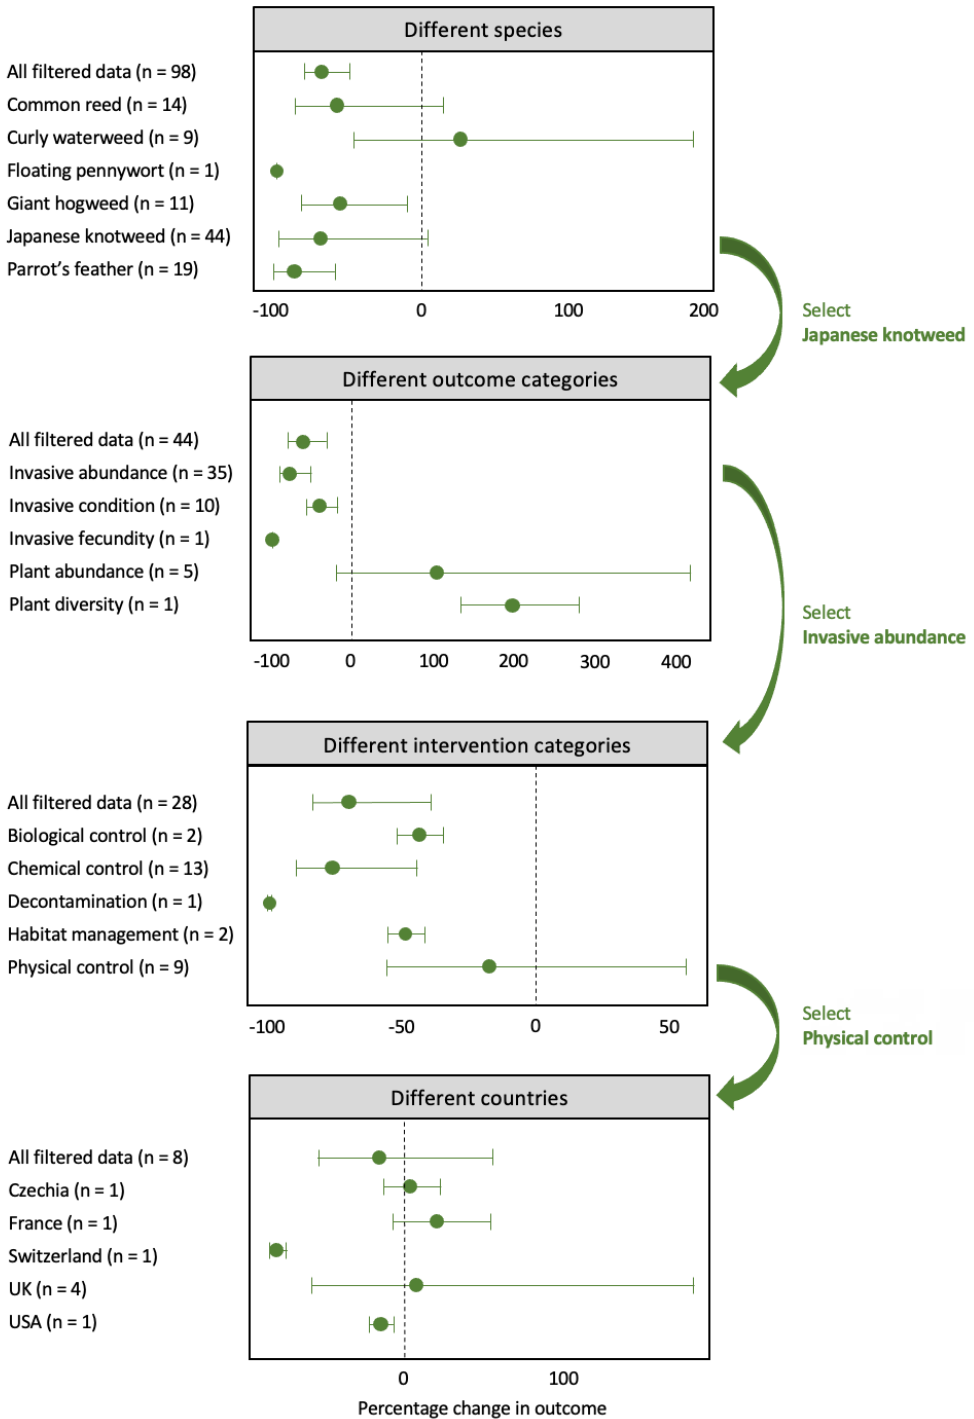 Different species
All filtered data (n = 98)
Common reed (n = 14)
Curly waterweed (n = 9)
Floating pennywort (n = 1)
Giant hogweed (n = 11)
Japanese knotweed (n = 44)
Parrot’s feather (n = 19)
-100 0 100 200
Select
Japanese knotweed
Different outcome categories
All filtered data (n = 44)
Invasive abundance (n = 35)
Invasive condition (n = 10)
Invasive fecundity (n = 1)
Plant abundance (n = 5)
Plant diversity (n = 1)
-100 0 100 200 300 400
Select
Invasive abundance
Different intervention categories
All filtered data (n = 28)
Biological control (n = 2)
Chemical control (n = 13)
Decontamination (n = 1)
Habitat management (n = 2)
Physical control (n = 9)
-100 -50 0 50
Select
Physical control
Different countries
All filtered data (n = 8)
Czechia (n = 1)
France (n = 1)
Switzerland (n = 1)
UK (n = 4)
USA (n = 1)
0 100
Percentage change in outcome